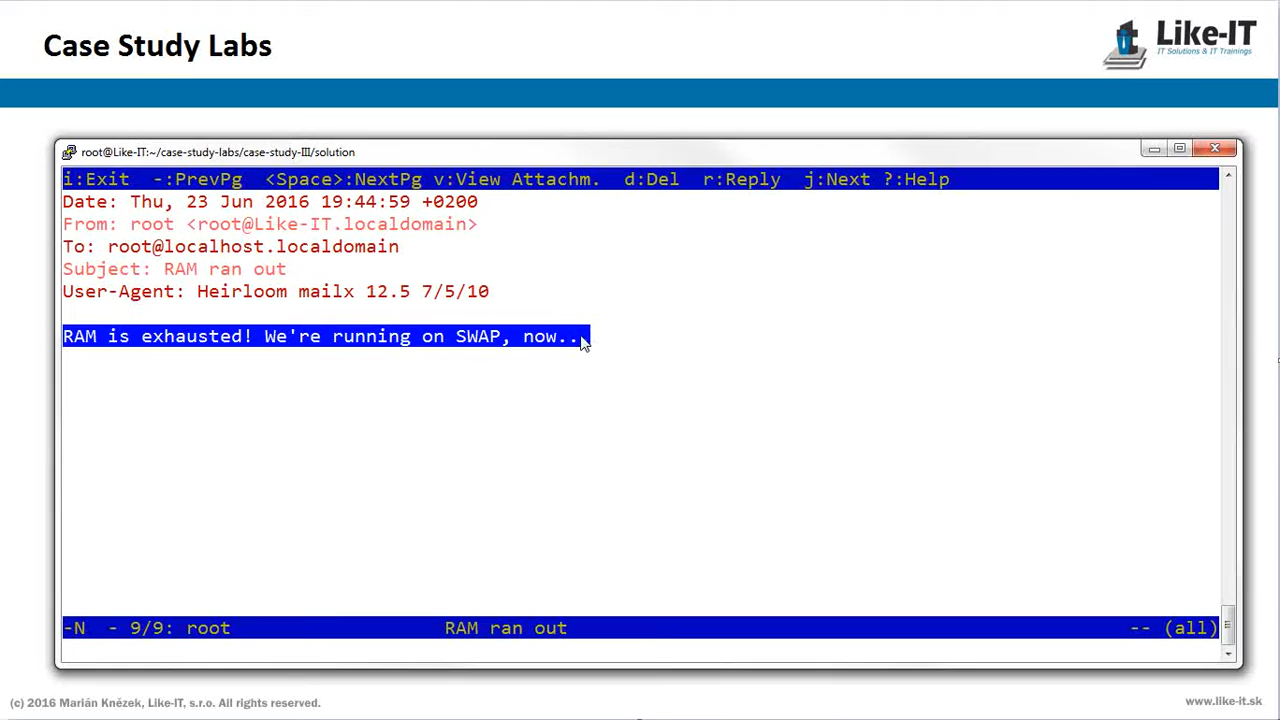 Case Study Labs
Like-IT
IT Solutions & IT Trainings
root@Like-IT:~/case-study-labs/case-study-III/solution
i:Exit -:PrevPg <Space>:NextPg v:View Attachm. d:Del r:Reply j:Next ?:Help
Date: Thu, 23 Jun 2016 19:44:59 +0200
From: root <root@Like-IT.localdomain>
To: root@localhost.localdomain
Subject: RAM ran out
User-Agent: Heirloom mailx 12.5 7/5/10
RAM is exhausted! We're running on SWAP, now..
-N - 9/9: root RAM ran out -- (all)
(c) 2016 Marián Knězek, Like-IT, s.r.o. All rights reserved.
www.like-it.sk